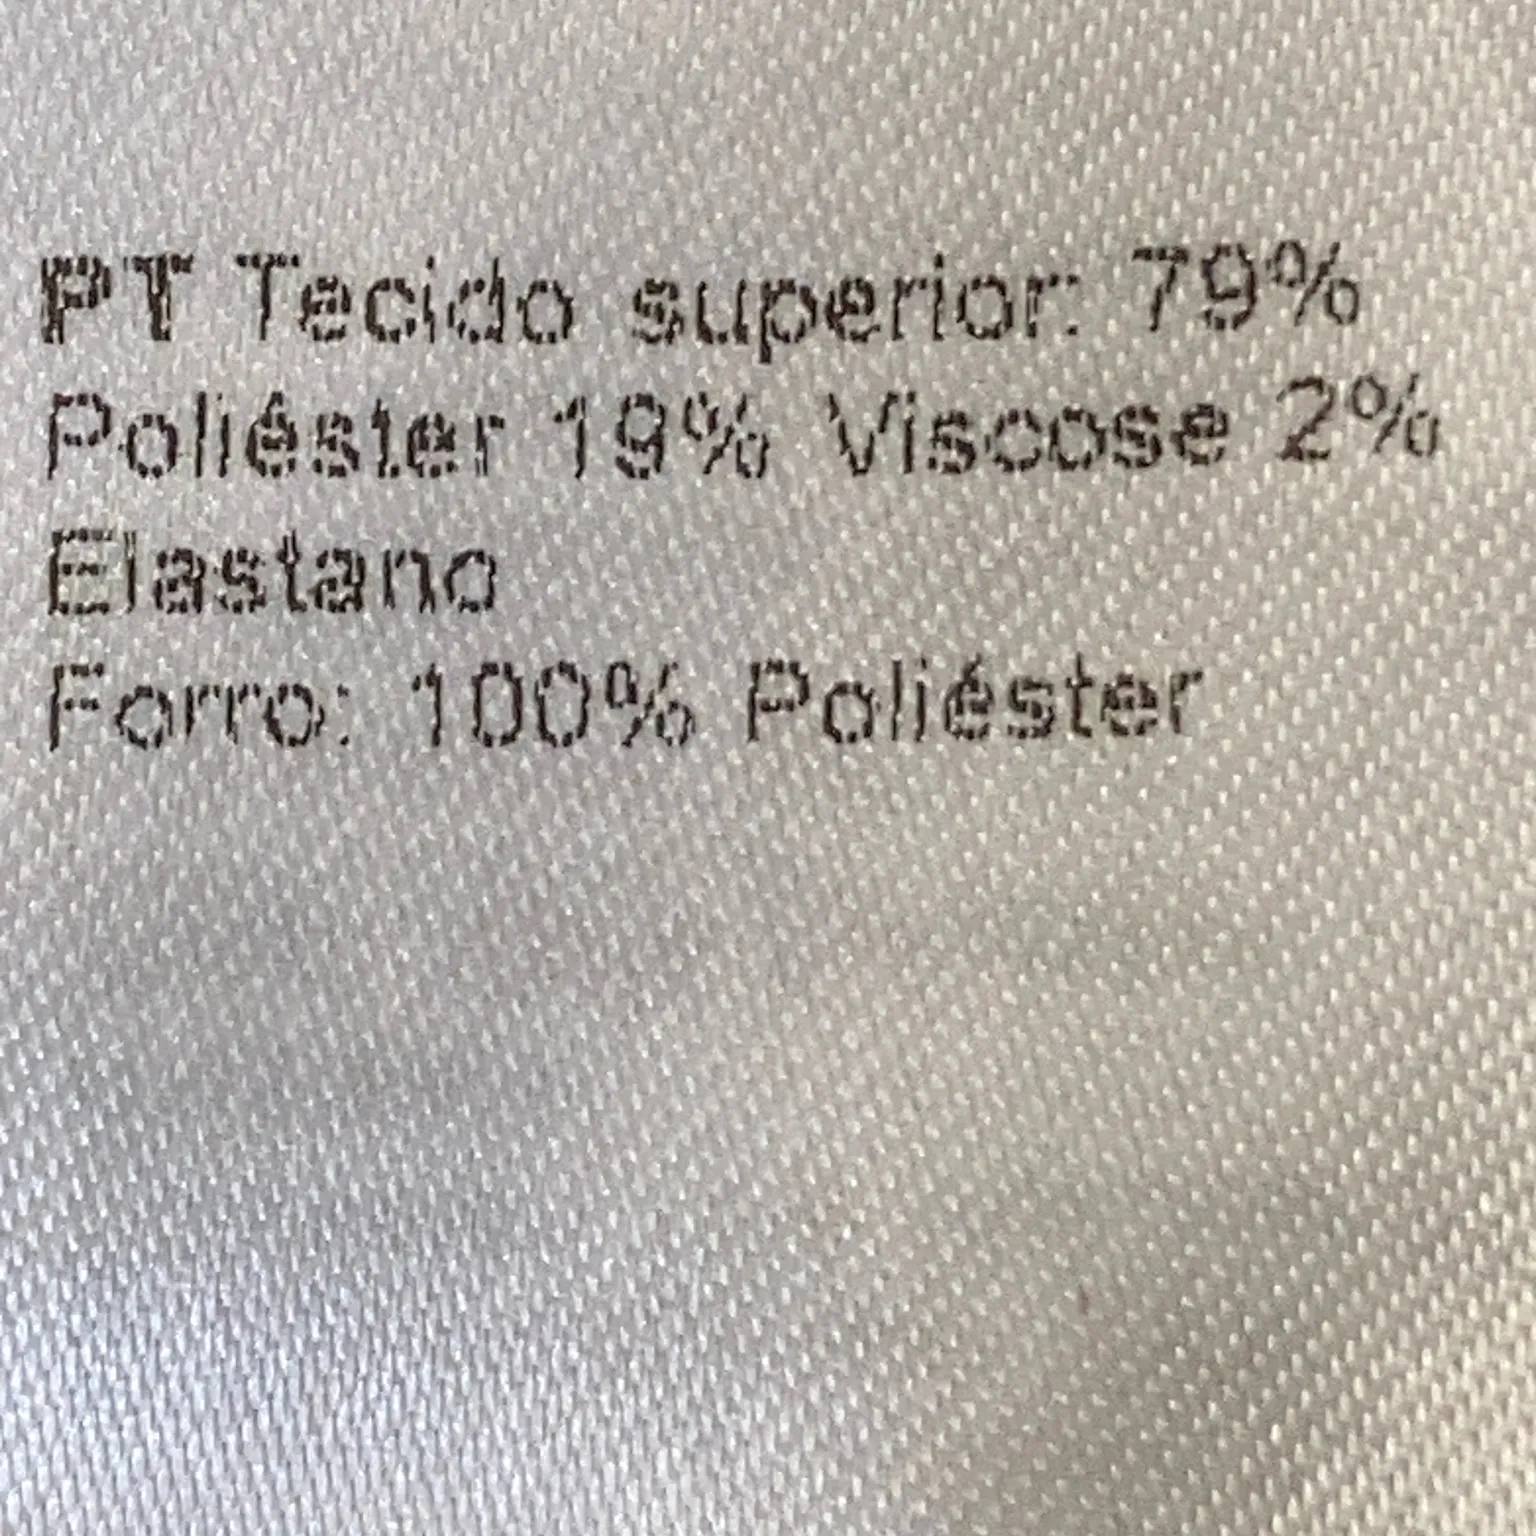 PT Tecido superior: 79%
Poliéster 19% Viscose 2%
Elastano
Forro: 100% Poliéster